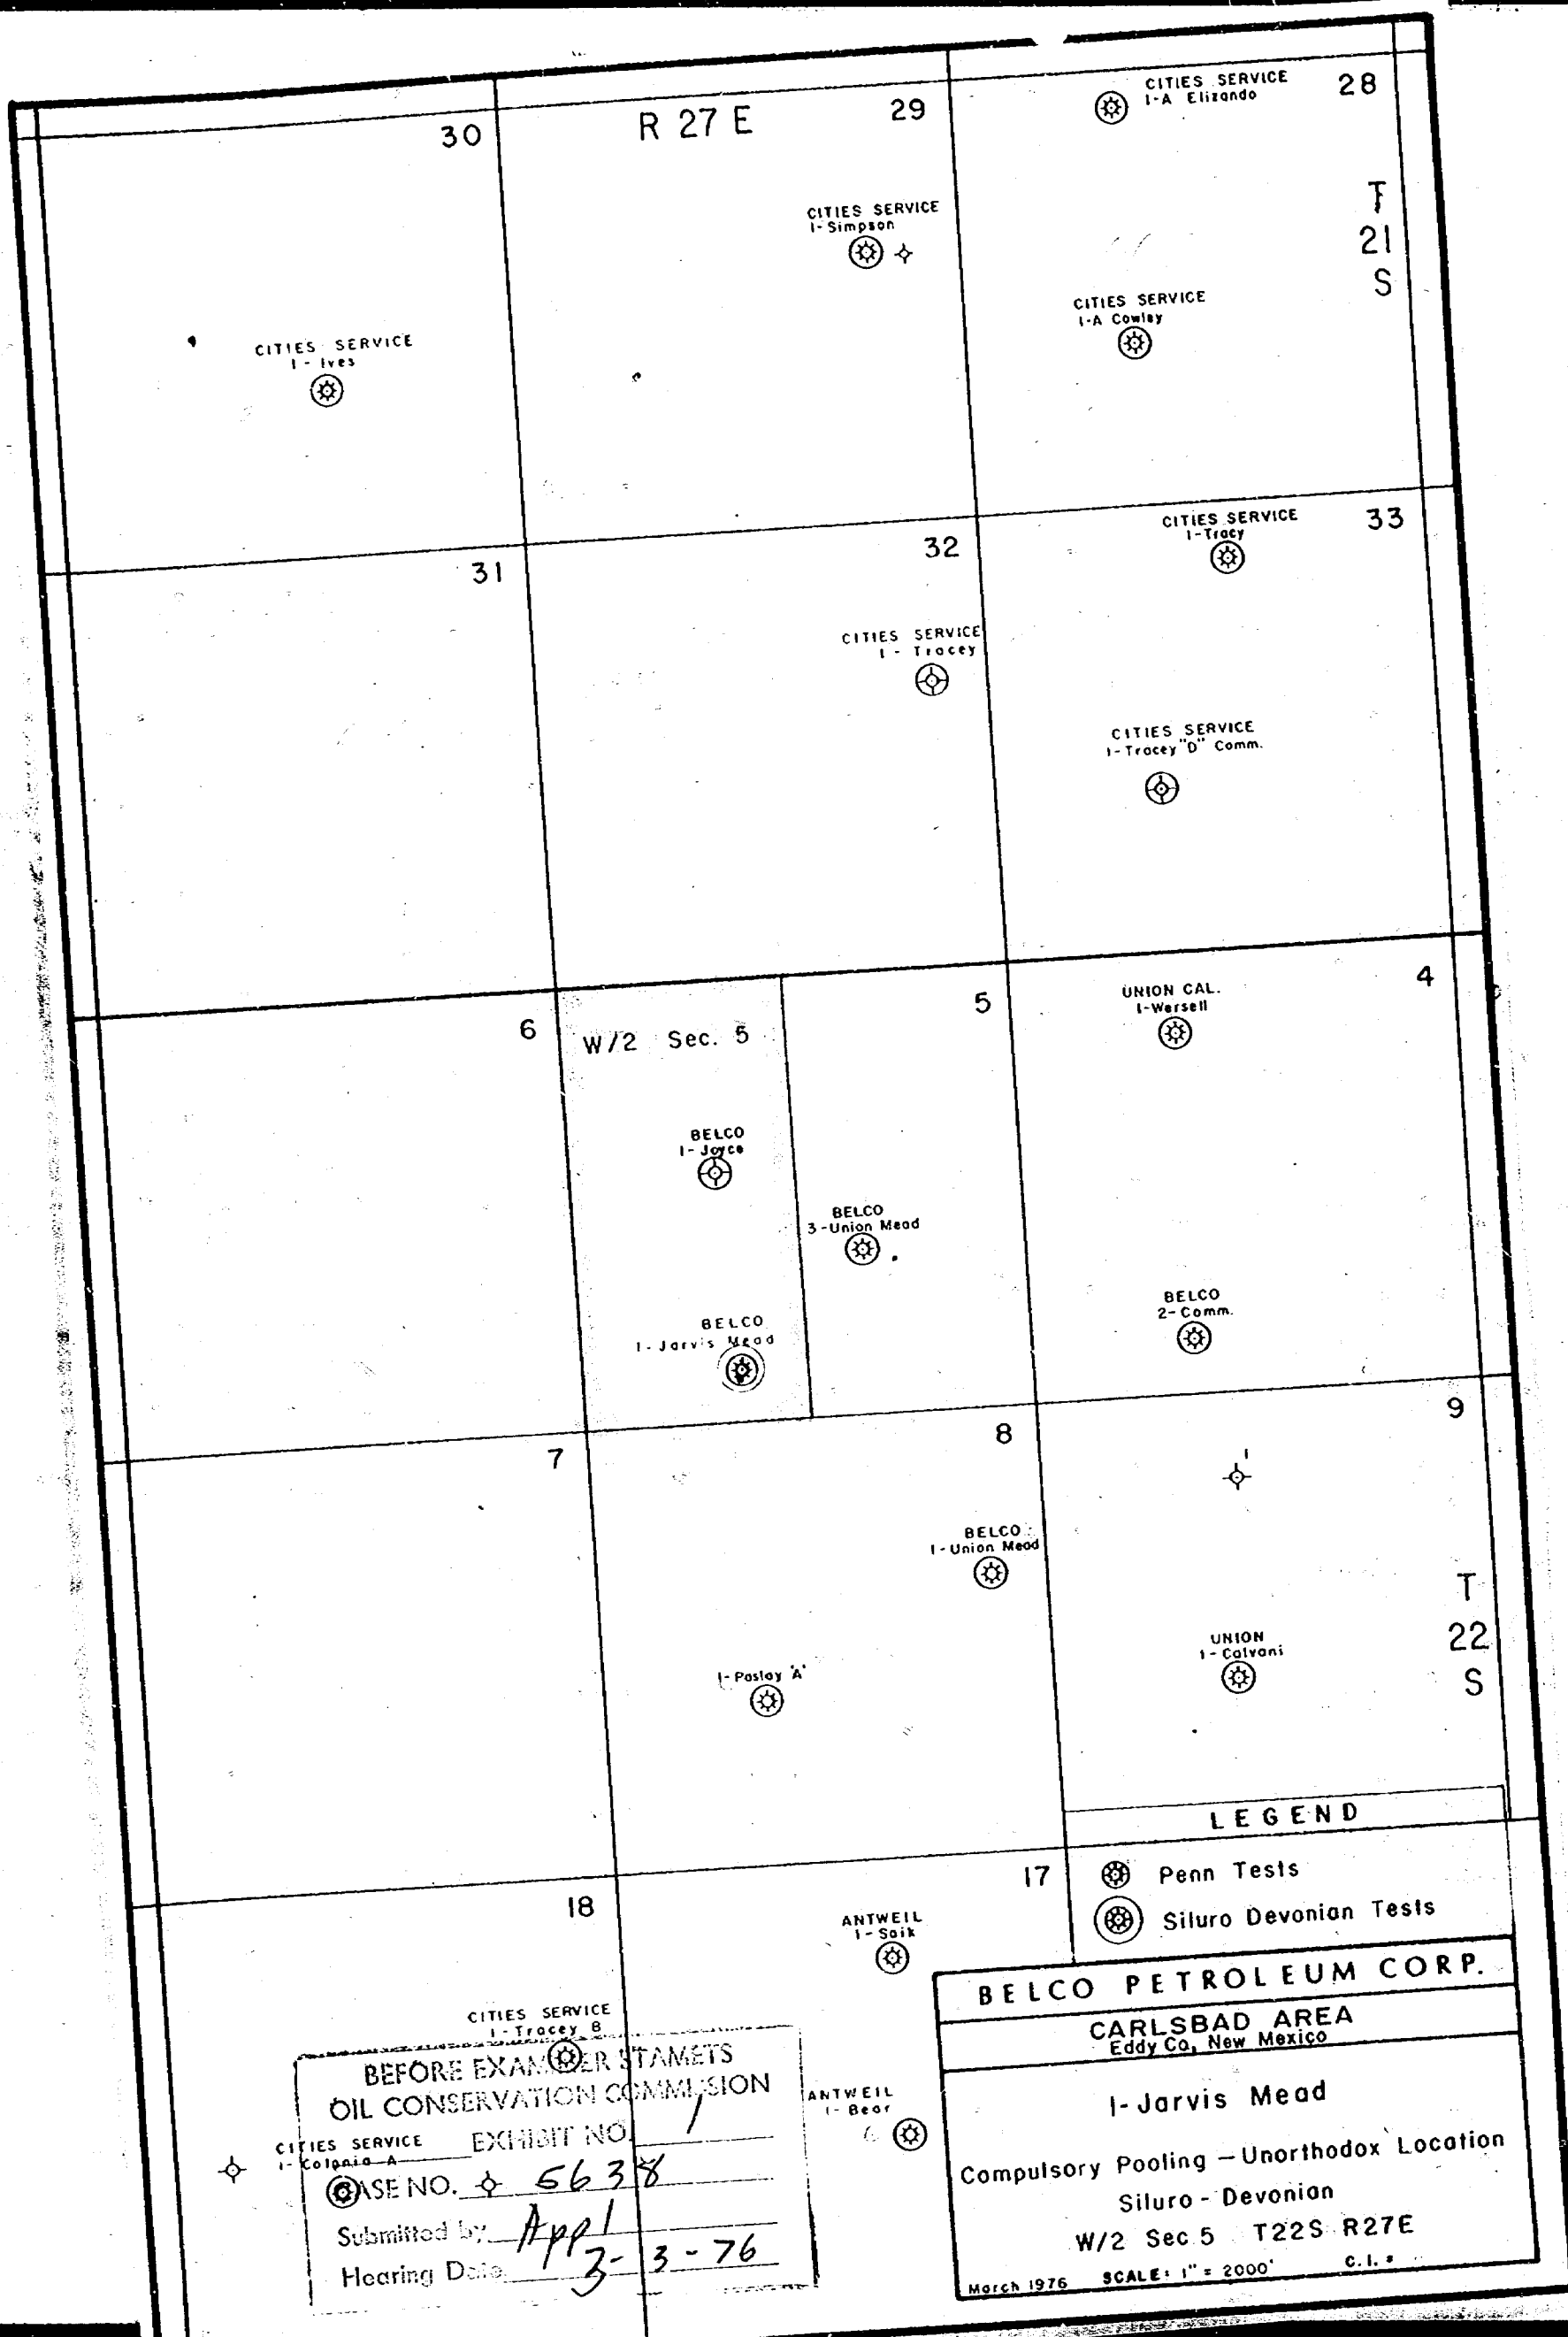 30
R 27 E
29
CITIES SERVICE
1-A Elizondo
28
T
21
S
CITIES SERVICE
1-Simpson
CITIES SERVICE
1-A Cowley
CITIES SERVICE
1 - Ives
31
32
CITIES SERVICE
1-Tracy
33
CITIES SERVICE
1 - Tracey
CITIES SERVICE
1-Tracey "D" Comm.
6
W/2 Sec. 5
5
UNION CAL.
1-Wersell
4
BELCO
1-Joyce
BELCO
3-Union Mead
BELCO
2-Comm.
BELCO
1-Jarvis Mead
7
8
9
1
BELCO
1-Union Mead
T
22
S
UNION
1-Calvani
1-Paslay 'A'
LEGEND
Penn Tests
Siluro Devonian Tests
18
17
ANTWEIL
1-Saik
CITIES SERVICE
1-Tracey B
ANTWEIL
1-Bear
CITIES SERVICE
1-Colonia A
BEFORE EXAMINER STAMETS
OIL CONSERVATION COMMISSION
EXHIBIT NO. 1
CASE NO. 5638
Submitted by Appl
Hearing Date 3-3-76
BELCO PETROLEUM CORP.
CARLSBAD AREA
Eddy Co, New Mexico
1-Jarvis Mead
Compulsory Pooling — Unorthodox Location
Siluro - Devonian
W/2 Sec 5 T22S R27E
March 1976 SCALE: 1" = 2000' C.I. =